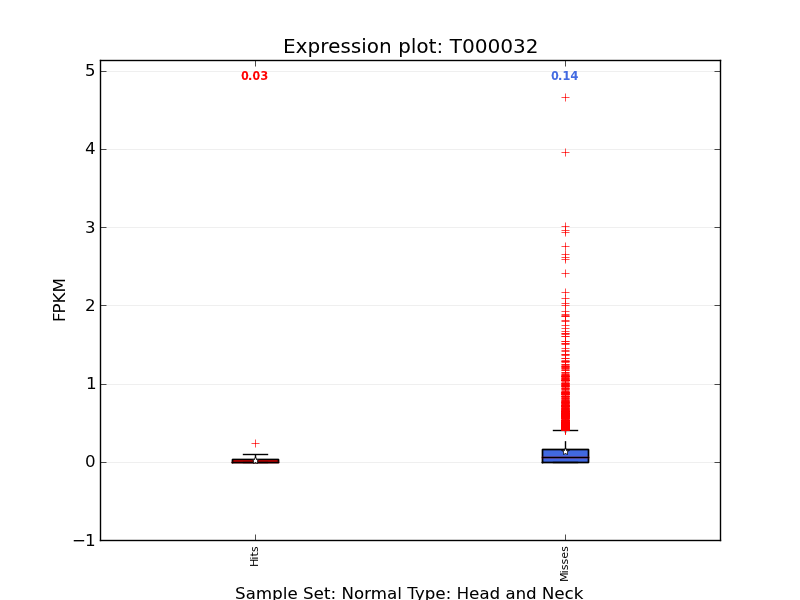 Expression plot: T000032
0.03
0.14
5
4
3
2
1
0
−1
FPKM
Hits
Misses
Sample Set: Normal Type: Head and Neck